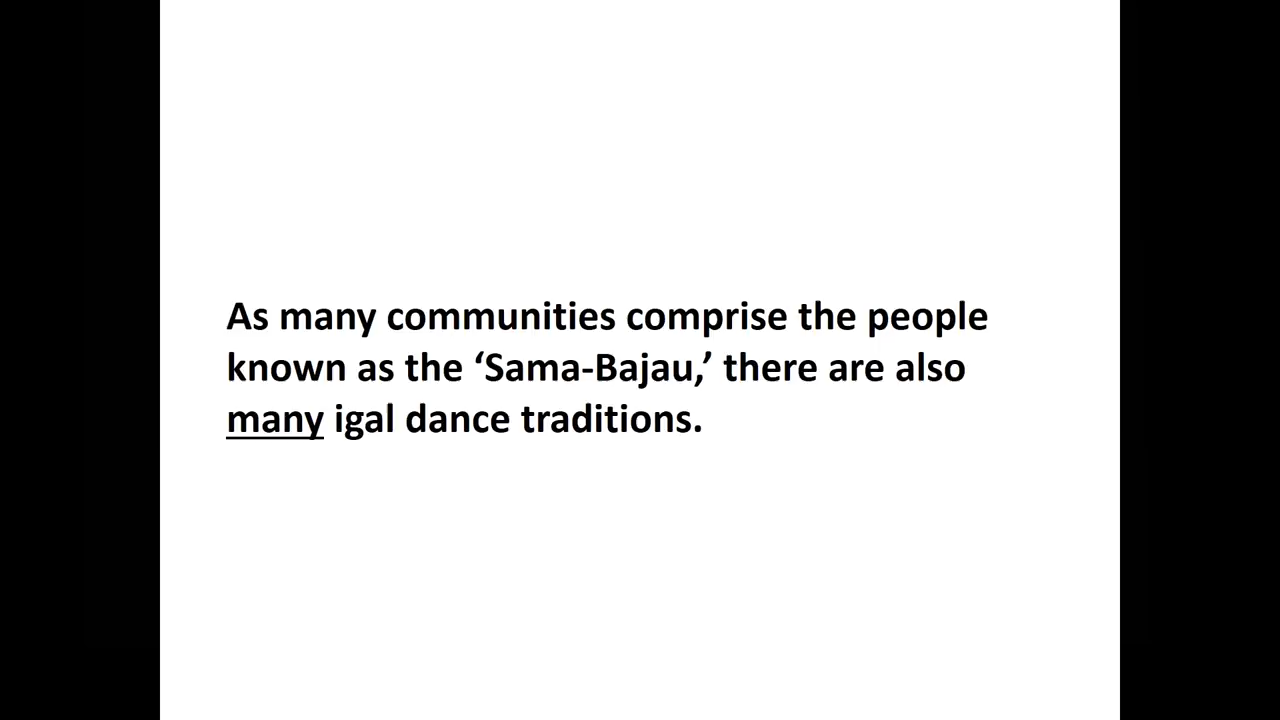 As many communities comprise the people
known as the ‘Sama-Bajau,’ there are also
many igal dance traditions.